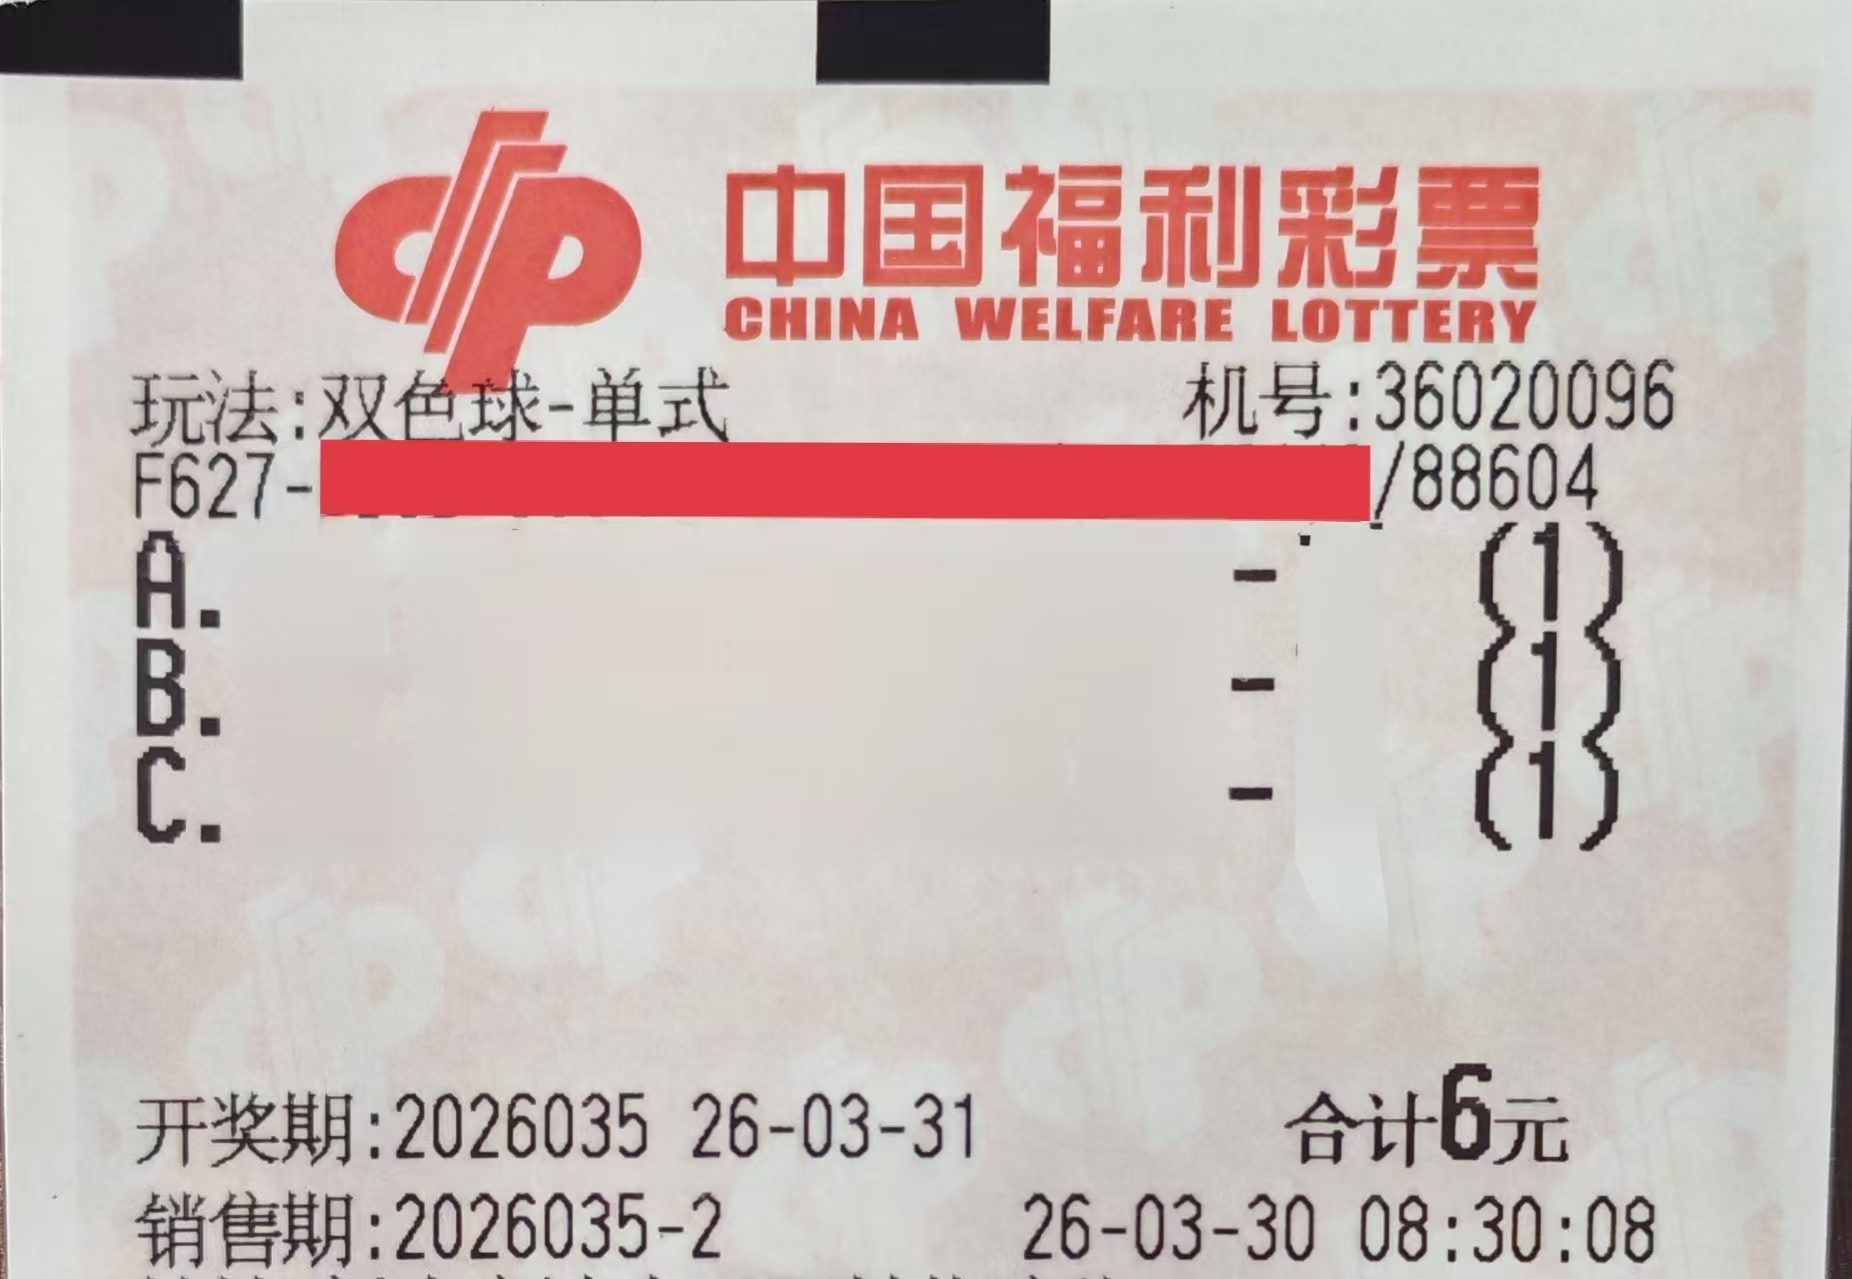 中国福利彩票
CHINA WELFARE LOTTERY
玩法:双色球-单式 机号:36020096
F627- /88604
A. - (1)
B. - (1)
C. - (1)
开奖期:2026035 26-03-31 合计6元
销售期:2026035-2 26-03-30 08:30:08